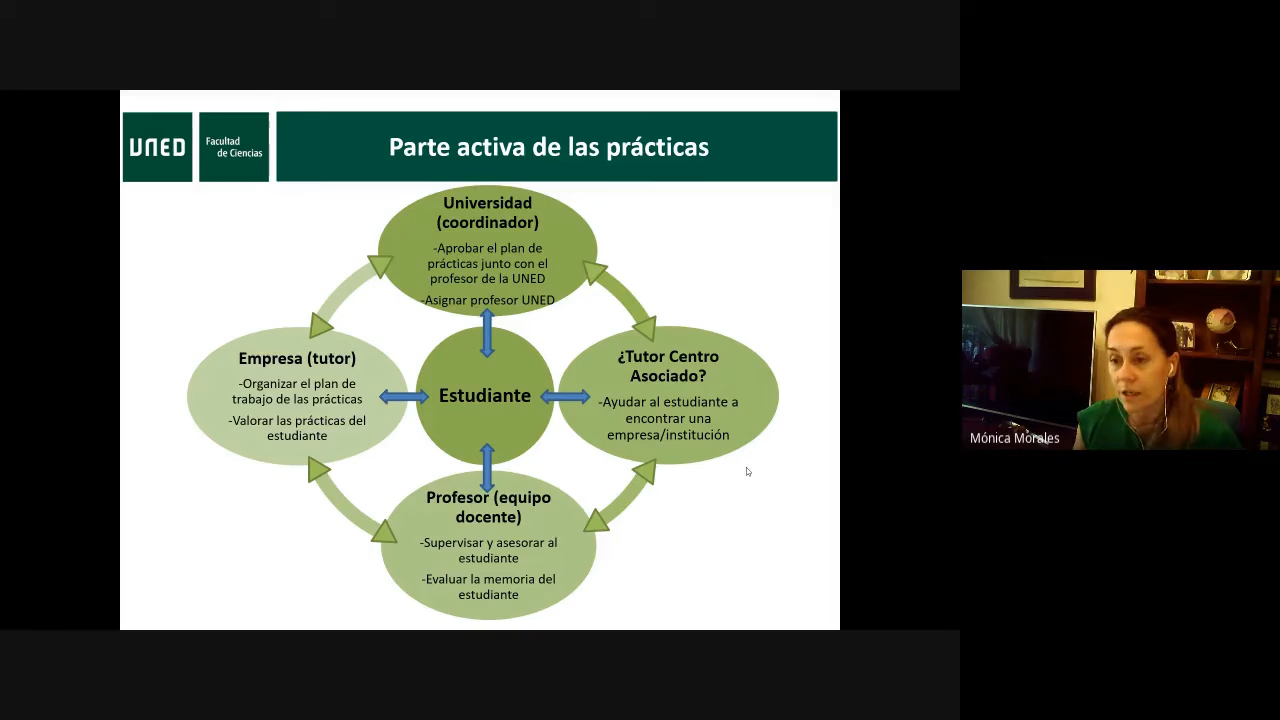 UNED
Facultad
de Ciencias
Parte activa de las prácticas
Universidad
(coordinador)
-Aprobar el plan de
prácticas junto con el
profesor de la UNED
-Asignar profesor UNED
Empresa (tutor)
-Organizar el plan de
trabajo de las prácticas
-Valorar las prácticas del
estudiante
Estudiante
¿Tutor Centro
Asociado?
-Ayudar al estudiante a
encontrar una
empresa/institución
Profesor (equipo
docente)
-Supervisar y asesorar al
estudiante
-Evaluar la memoria del
estudiante
Mónica Morales